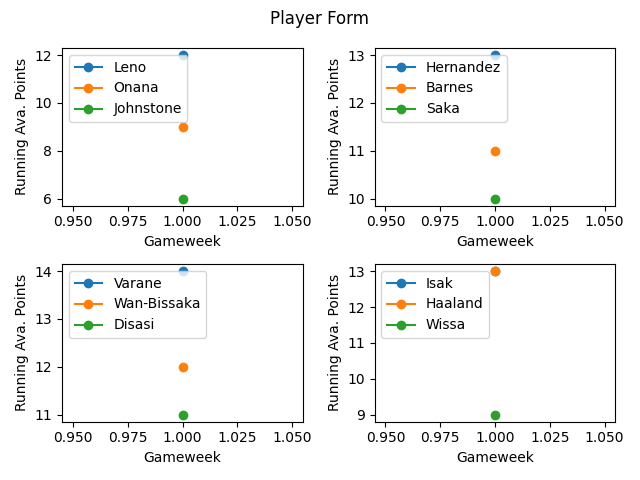 Player Form
Running Ava. Points
12
10
8
6
Leno
Onana
Johnstone
0.950 0.975 1.000 1.025 1.050
Gameweek
Running Ava. Points
13
12
11
10
Hernandez
Barnes
Saka
0.950 0.975 1.000 1.025 1.050
Gameweek
Running Ava. Points
14
13
12
11
Varane
Wan-Bissaka
Disasi
0.950 0.975 1.000 1.025 1.050
Gameweek
Running Ava. Points
13
12
11
10
9
Isak
Haaland
Wissa
0.950 0.975 1.000 1.025 1.050
Gameweek